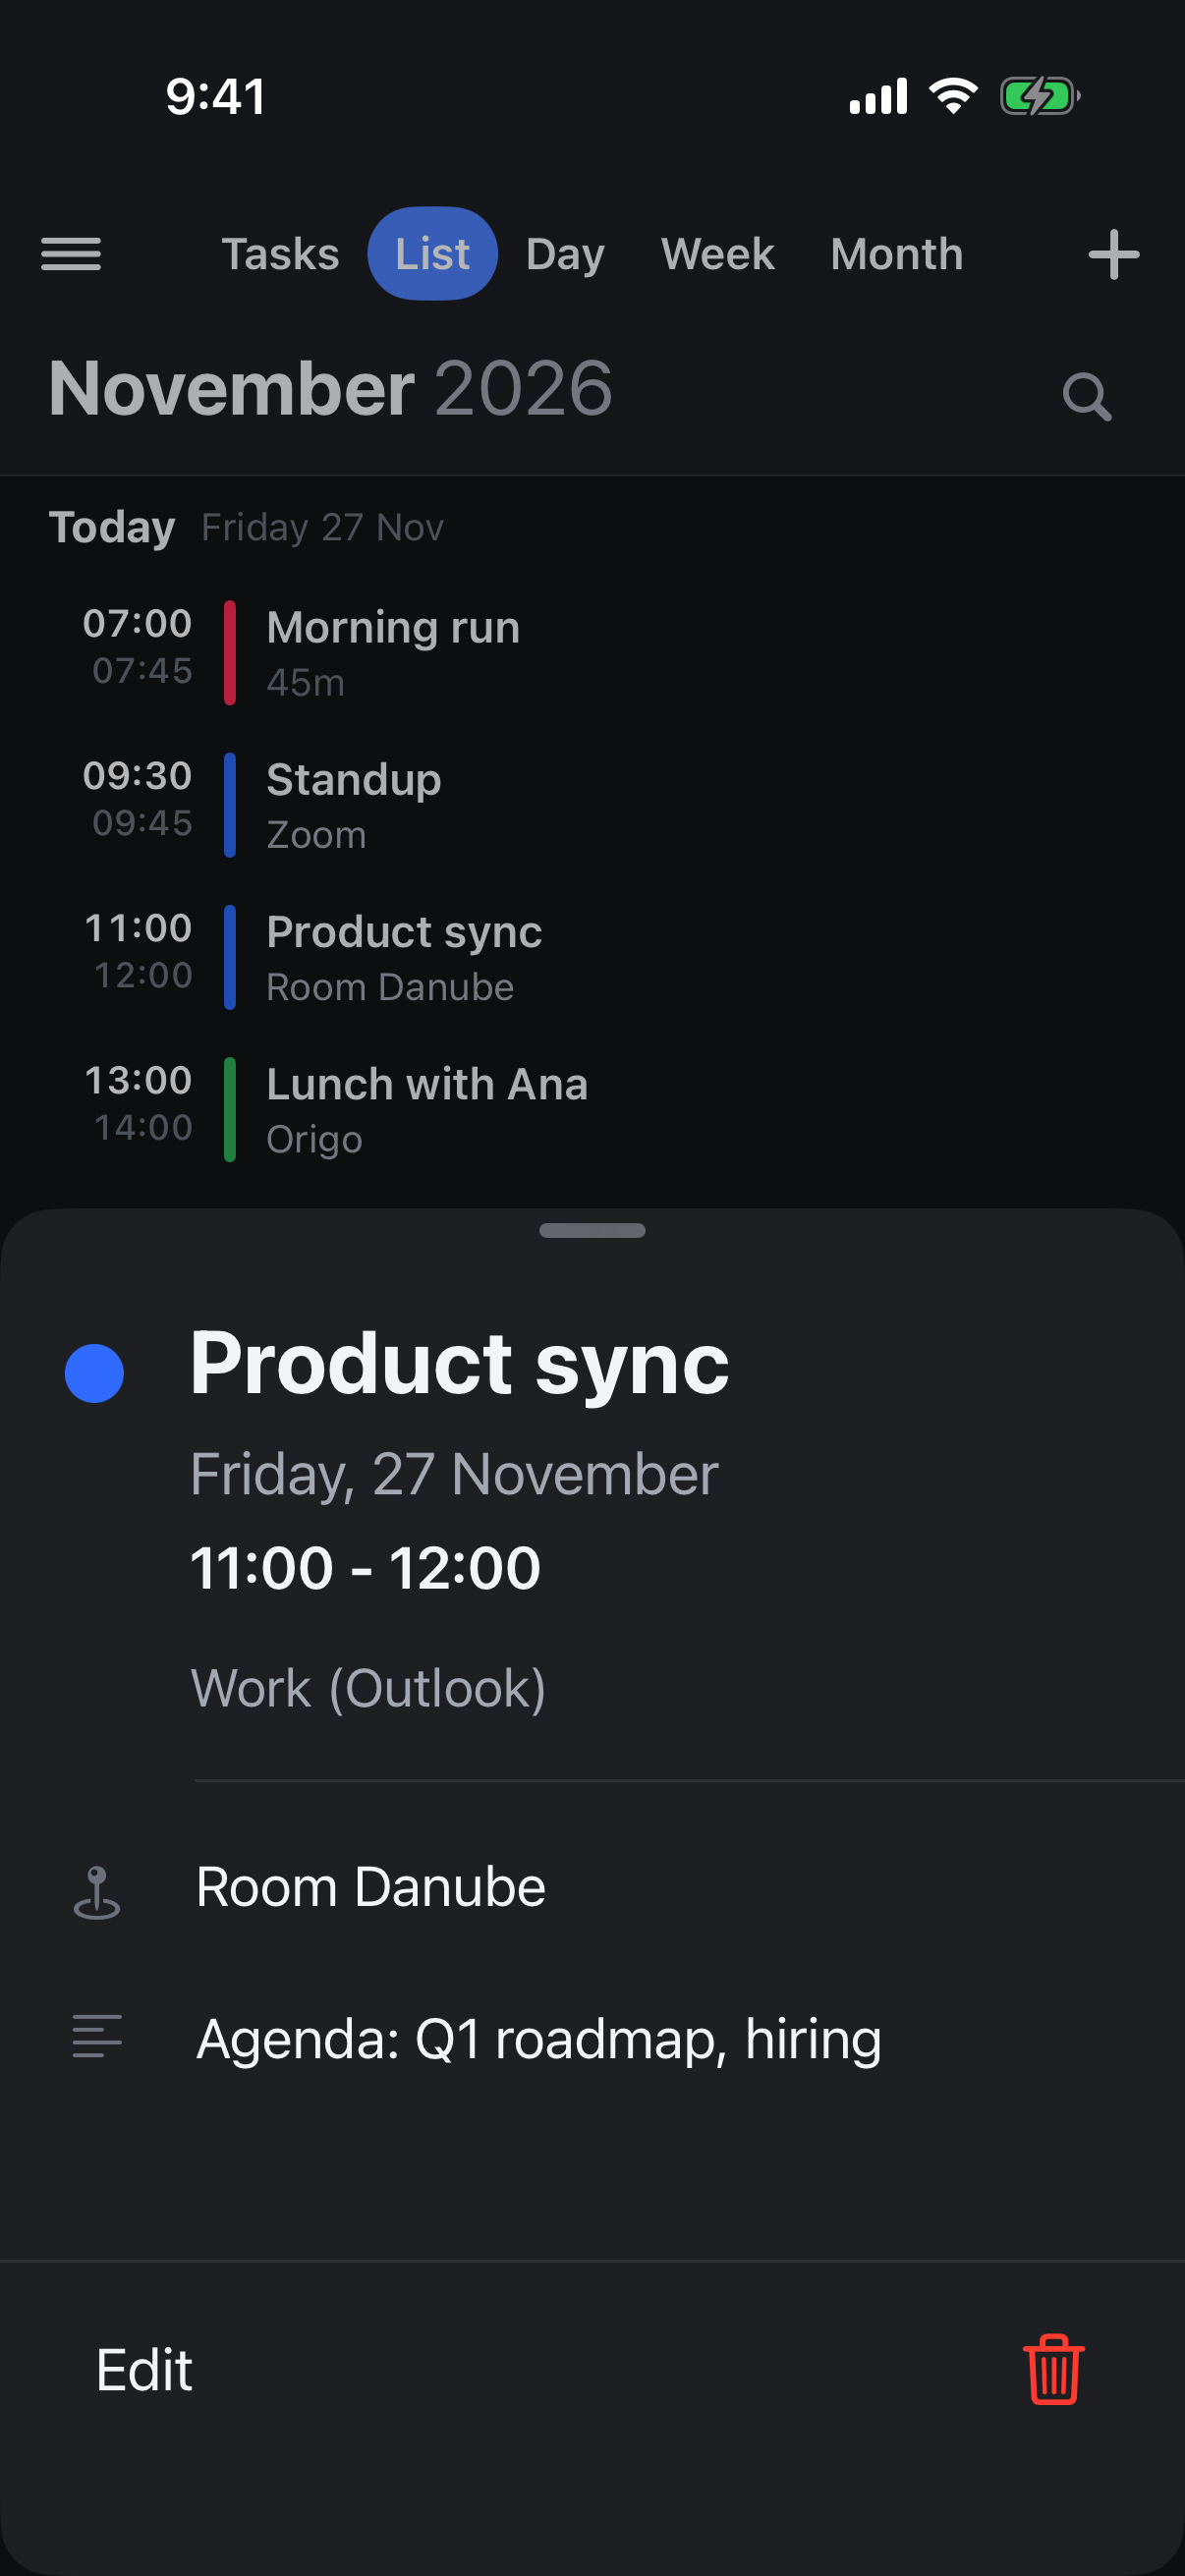 9:41
Tasks List Day Week Month
November 2026
Today Friday 27 Nov
07:00 Morning run
07:45 45m
09:30 Standup
09:45 Zoom
11:00 Product sync
12:00 Room Danube
13:00 Lunch with Ana
14:00 Origo
Product sync
Friday, 27 November
11:00 - 12:00
Work (Outlook)
Room Danube
Agenda: Q1 roadmap, hiring
Edit